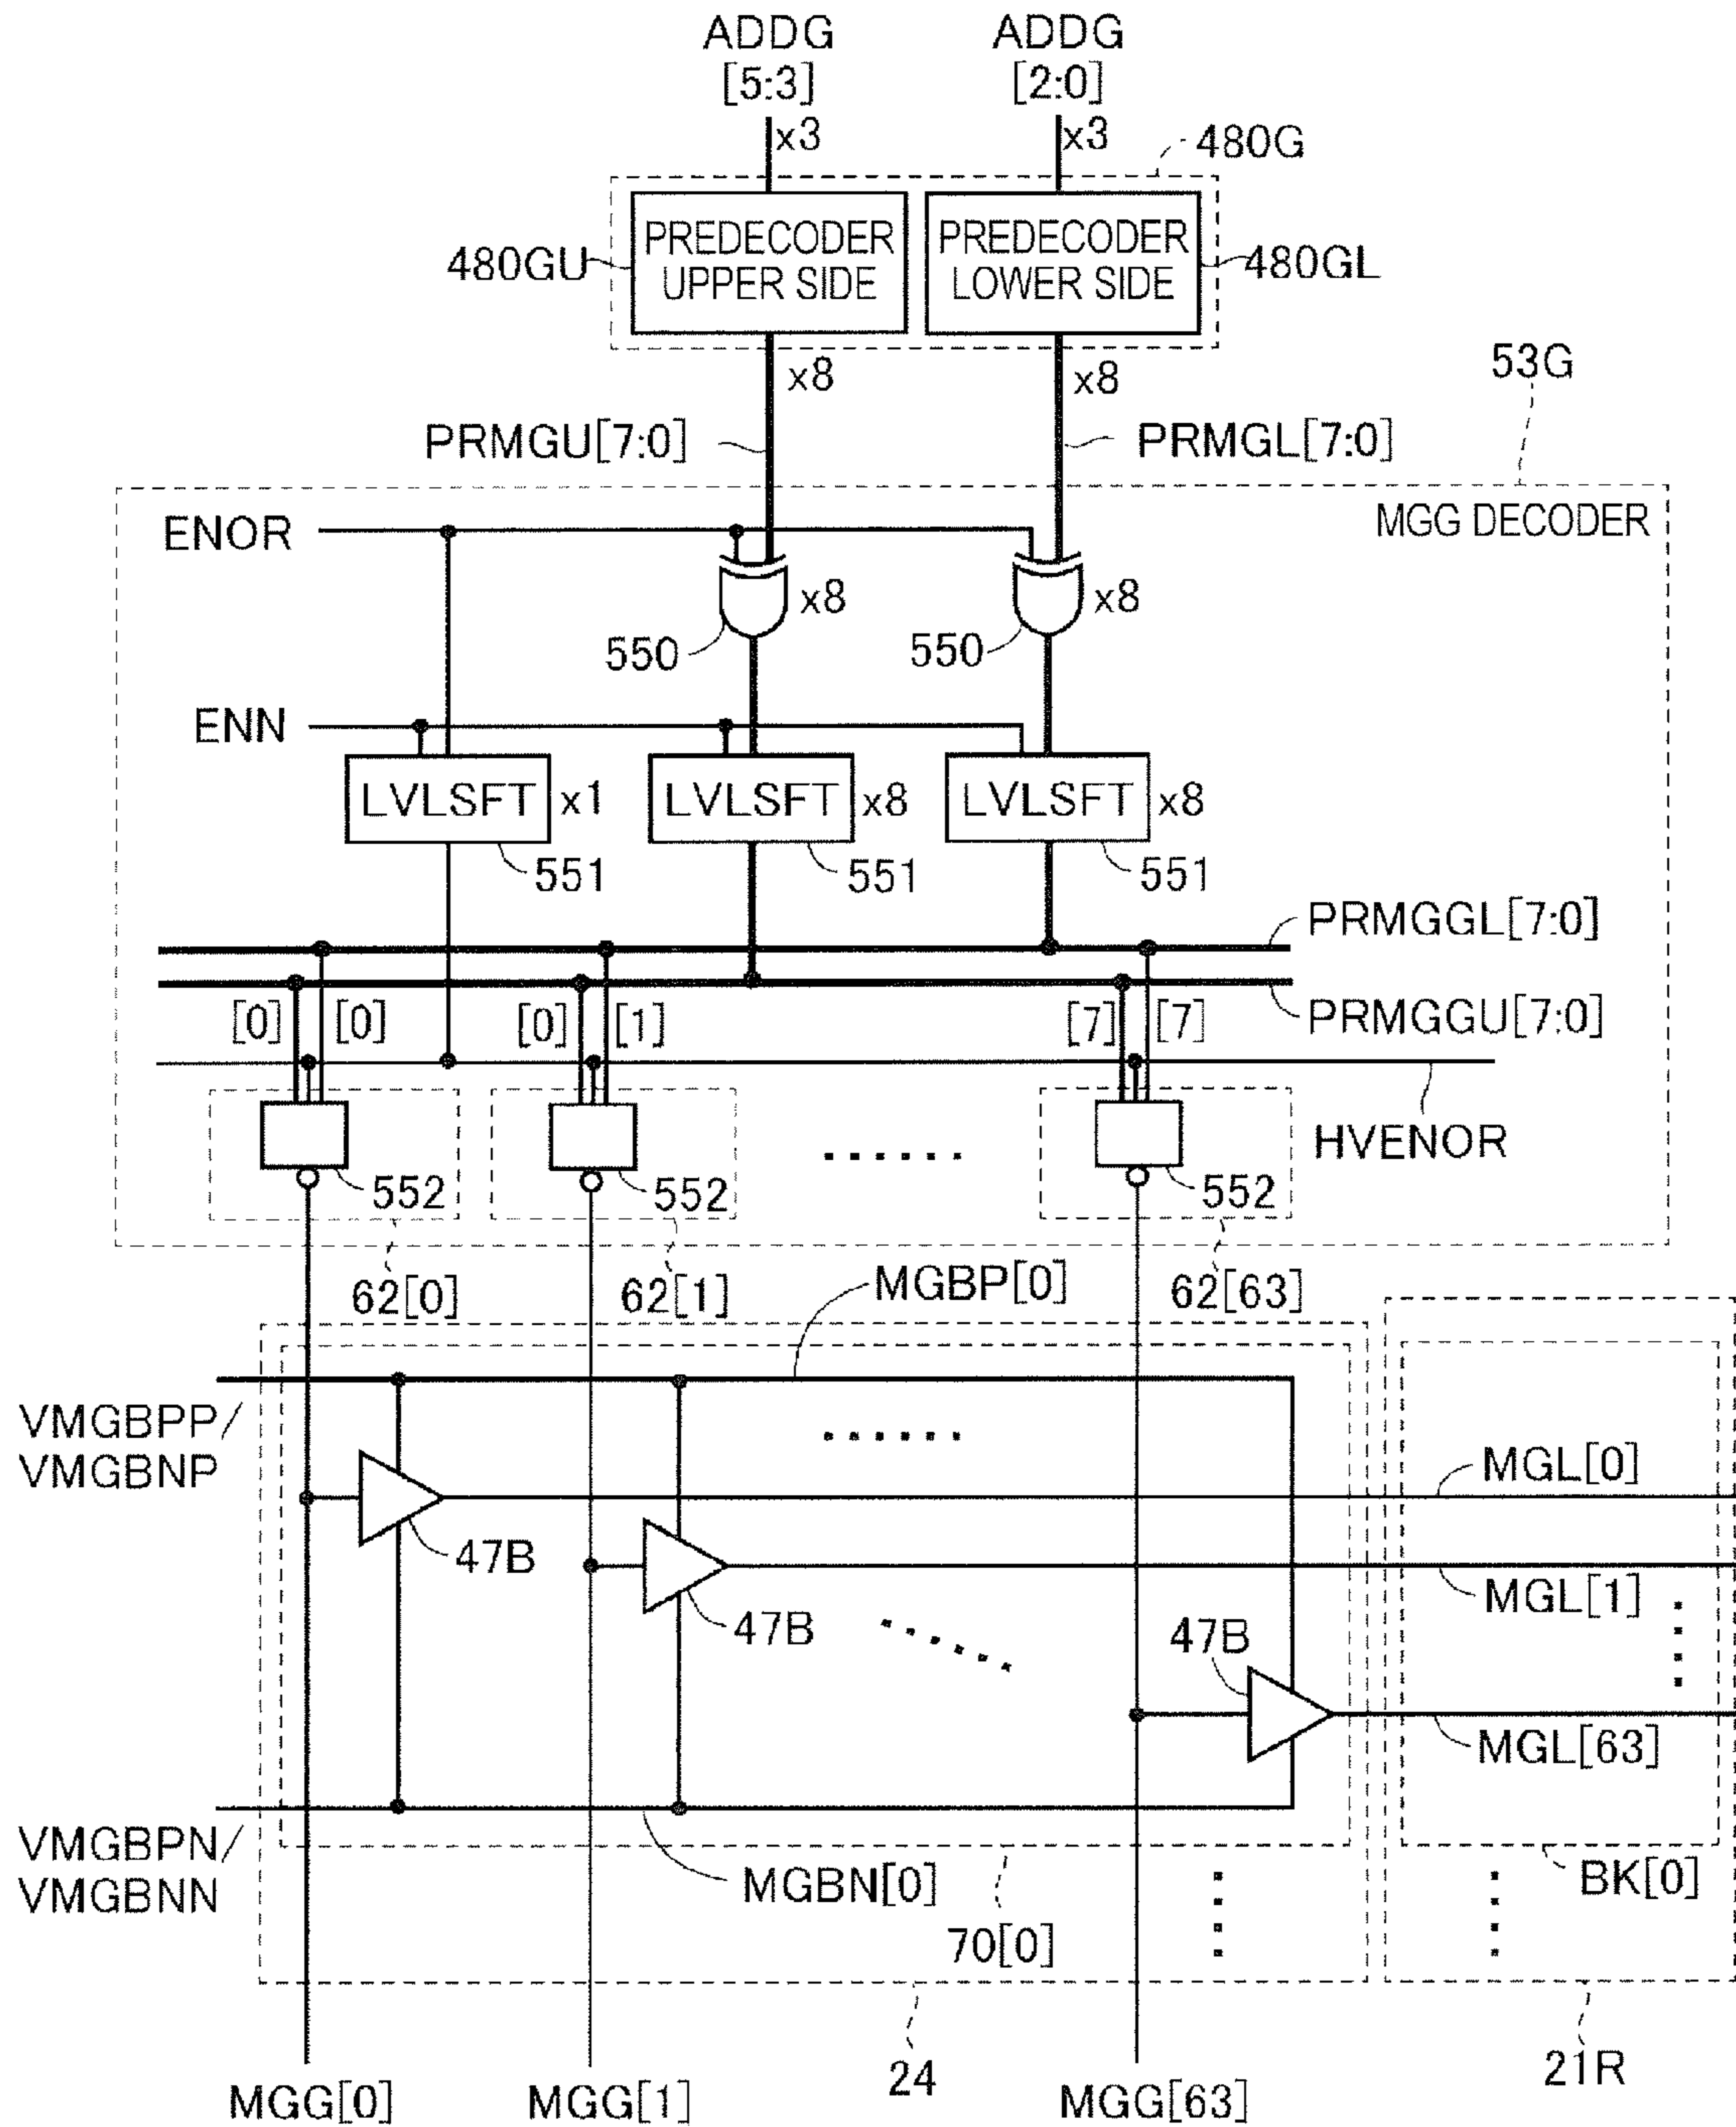 ADDG
[5:3]
ADDG
[2:0]
x3
x3
480G
PREDECODER
UPPER SIDE
PREDECODER
LOWER SIDE
480GU
480GL
x8
x8
53G
PRMGU[7:0]
PRMGL[7:0]
ENOR
MGG DECODER
x8
x8
550
550
ENN
LVLSFT
x1
LVLSFT
x8
LVLSFT
x8
551
551
551
PRMGGL[7:0]
[0]
[0]
[0]
[1]
[7]
[7]
PRMGGU[7:0]
HVENOR
552
552
552
62[0]
62[1]
MGBP[0]
62[63]
VMGBPP/
VMGBNP
MGL[0]
47B
MGL[1]
47B
47B
MGL[63]
VMGBPN/
VMGBNN
MGBN[0]
BK[0]
70[0]
24
21R
MGG[0]
MGG[1]
MGG[63]